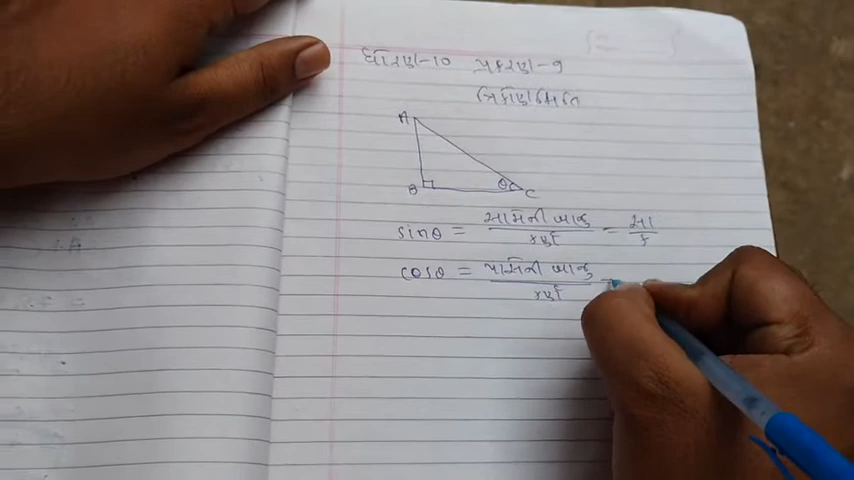 ધોરણ-10 પ્રકરણ-9
ત્રિકોણમિતિ
A
B θ C
sinθ = સામેની બાજુ / કર્ણ = સા / ક
cosθ = પાસેની બાજુ / કર્ણ =